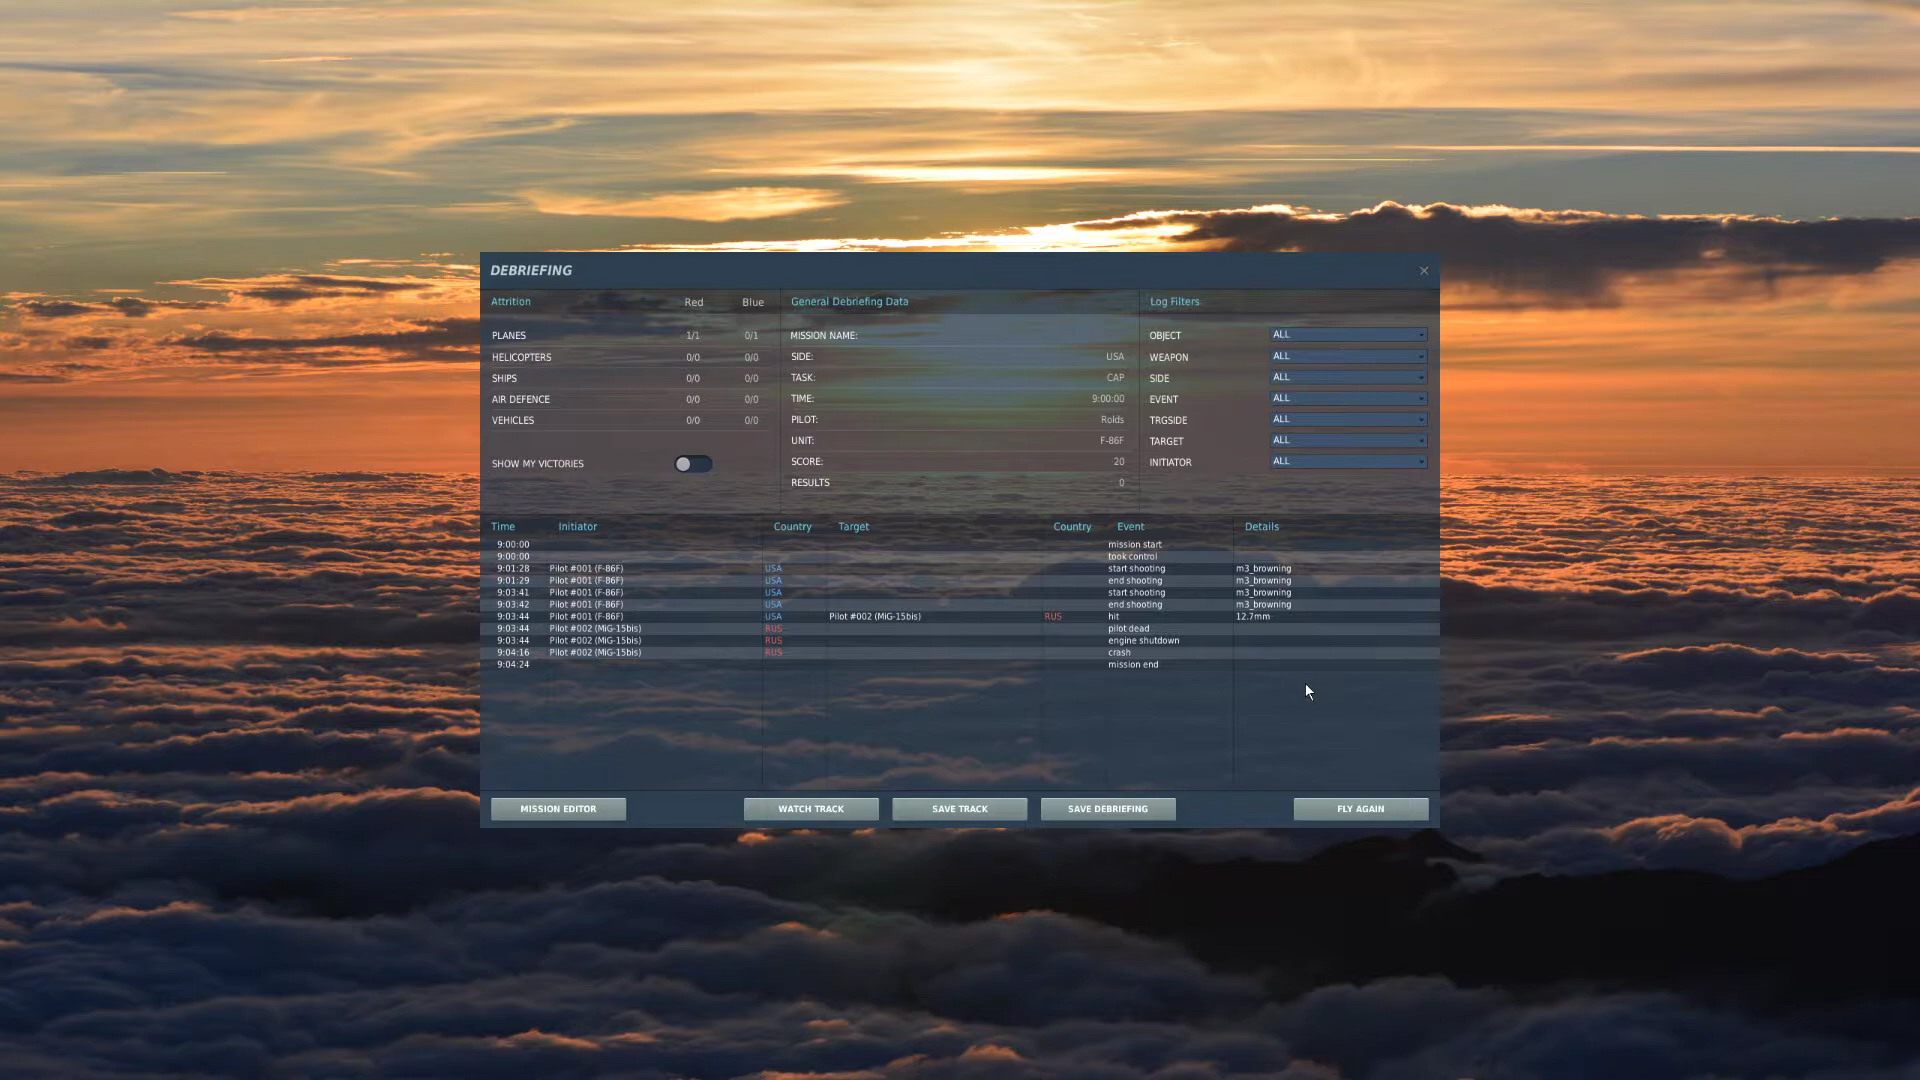 DEBRIEFING
Attrition Red Blue
PLANES 1/1 0/1
HELICOPTERS 0/0 0/0
SHIPS 0/0 0/0
AIR DEFENCE 0/0 0/0
VEHICLES 0/0 0/0
SHOW MY VICTORIES
General Debriefing Data
MISSION NAME:
SIDE: USA
TASK: CAP
TIME: 9:00:00
PILOT: Rolds
UNIT: F-86F
SCORE: 20
RESULTS 0
Log Filters
OBJECT ALL
WEAPON ALL
SIDE ALL
EVENT ALL
TRGSIDE ALL
TARGET ALL
INITIATOR ALL
Time Initiator Country Target Country Event Details
9:00:00 mission start
9:00:00 took control
9:01:28 Pilot #001 (F-86F) USA start shooting m3_browning
9:01:29 Pilot #001 (F-86F) USA end shooting m3_browning
9:03:41 Pilot #001 (F-86F) USA start shooting m3_browning
9:03:42 Pilot #001 (F-86F) USA end shooting m3_browning
9:03:44 Pilot #001 (F-86F) USA Pilot #002 (MiG-15bis) RUS hit 12.7mm
9:03:44 Pilot #002 (MiG-15bis) RUS pilot dead
9:03:44 Pilot #002 (MiG-15bis) RUS engine shutdown
9:04:16 Pilot #002 (MiG-15bis) RUS crash
9:04:24 mission end
MISSION EDITOR WATCH TRACK SAVE TRACK SAVE DEBRIEFING FLY AGAIN